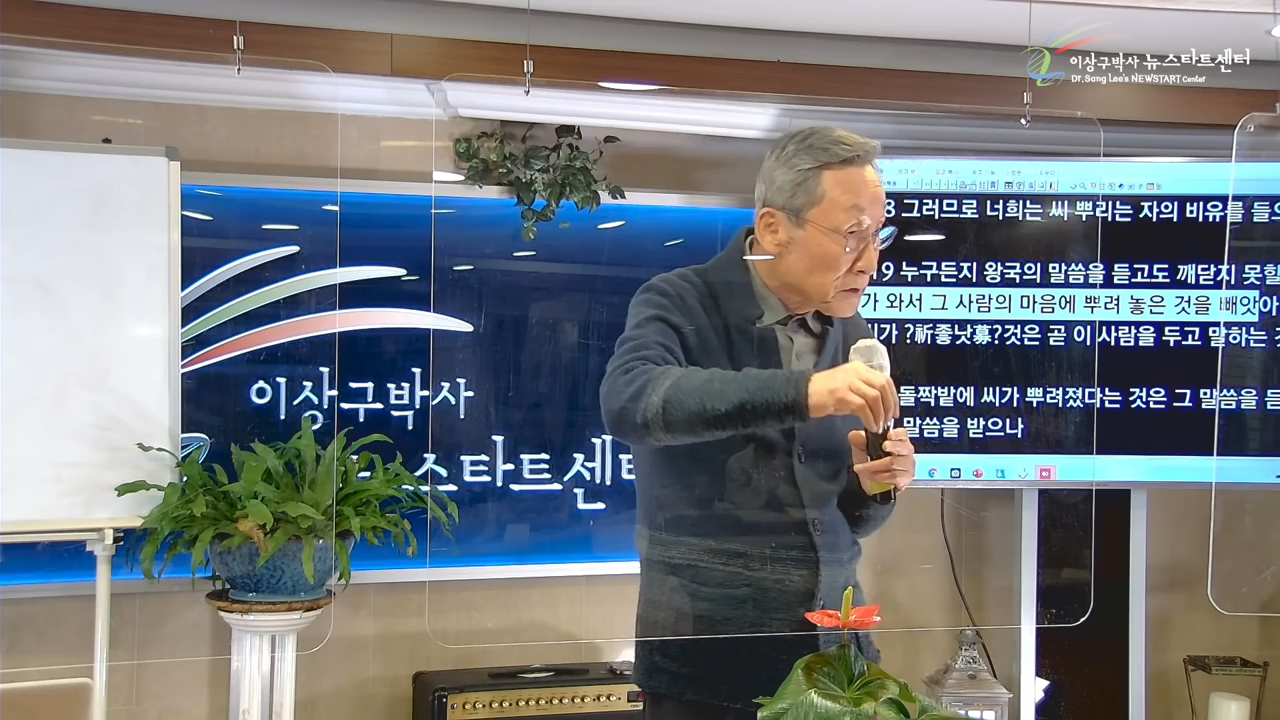 이상구박사 뉴스타트센터
Dr. Sang Lee's NEWSTART Center
8 그러므로 너희는 씨 뿌리는 자의 비유를
19 누구든지 왕국의 말씀을 듣고도 깨닫지 못할
가 와서 그 사람의 마음에 뿌려 놓은 것을 빼앗아
?祈좋낫募?것은 곧 이 사람을 두고 말하는
돌짝밭에 씨가 뿌려졌다는 것은 그 말씀을
말씀을 받으나
이상구박사
스타트센